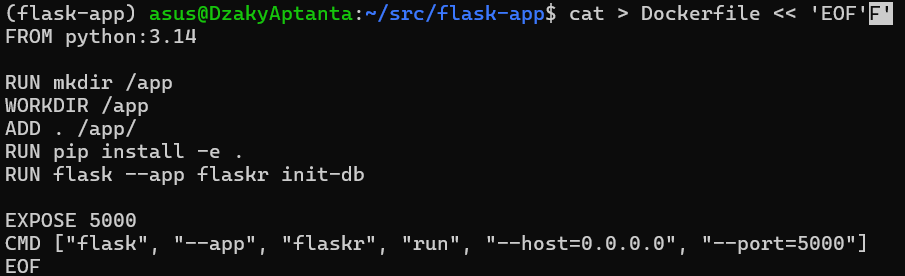 (flask-app) asus@DzakyAptanta:~/src/flask-app$ cat > Dockerfile << 'EOF'F'
FROM python:3.14
RUN mkdir /app
WORKDIR /app
ADD . /app/
RUN pip install -e .
RUN flask --app flaskr init-db
EXPOSE 5000
CMD ["flask", "--app", "flaskr", "run", "--host=0.0.0.0", "--port=5000"]
EOF